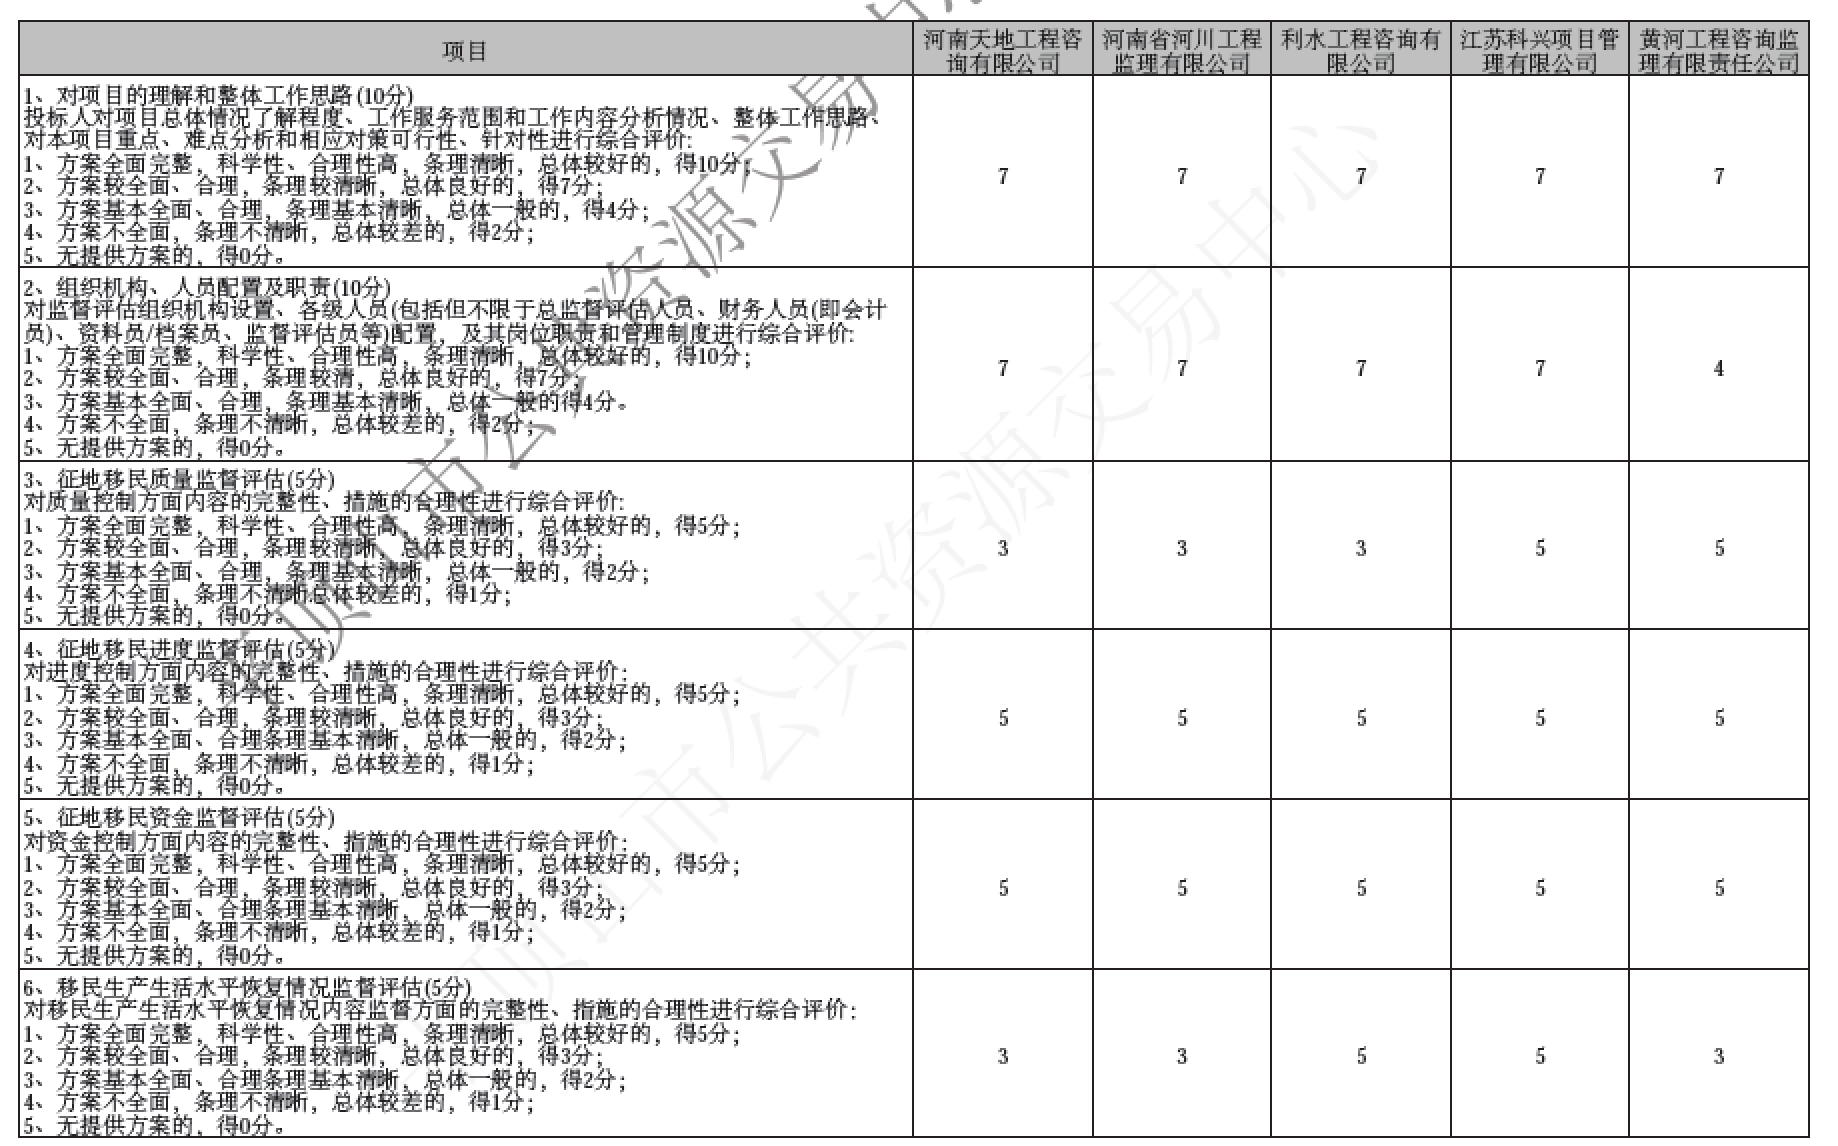 项目
河南天地工程咨
询有限公司
河南省河川工程
监理有限公司
利水工程咨询有
限公司
江苏科兴项目管
理有限公司
黄河工程咨询监
理有限责任公司
1、对项目的理解和整体工作思路(10分)
投标人对项目总体情况了解程度、工作服务范围和工作内容分析情况、整体工作思路、
对本项目重点、难点分析和相应对策可行性、针对性进行综合评价:
1、方案全面完整，科学性、合理性高，条理清晰，总体较好的，得10分；
2、方案较全面、合理，条理较清晰，总体良好的，得7分；
3、方案基本全面、合理，条理基本清晰，总体一般的，得4分；
4、方案不全面，条理不清晰，总体较差的，得2分；
5、无提供方案的，得0分。
7
7
7
7
7
2、组织机构、人员配置及职责(10分)
对监督评估组织机构设置、各级人员(包括但不限于总监督评估人员、财务人员(即会计
员)、资料员/档案员、监督评估员等)配置，及其岗位职责和管理制度进行综合评价:
1、方案全面完整，科学性、合理性高，条理清晰，总体较好的，得10分；
2、方案较全面、合理，条理较清，总体良好的，得7分；
3、方案基本全面、合理，条理基本清晰，总体一般的得4分。
4、方案不全面，条理不清晰，总体较差的，得2分；
5、无提供方案的，得0分。
7
7
7
7
4
3、征地移民质量监督评估(5分)
对质量控制方面内容的完整性、措施的合理性进行综合评价:
1、方案全面完整，科学性、合理性高，条理清晰，总体较好的，得5分；
2、方案较全面、合理，条理较清晰，总体良好的，得3分；
3、方案基本全面、合理，条理基本清晰，总体一般的，得2分；
4、方案不全面，条理不清晰总体较差的，得1分；
5、无提供方案的，得0分。
3
3
3
5
5
4、征地移民进度监督评估(5分)
对进度控制方面内容的完整性、措施的合理性进行综合评价；
1、方案全面完整，科学性、合理性高，条理清晰，总体较好的，得5分；
2、方案较全面、合理，条理较清晰，总体良好的，得3分；
3、方案基本全面、合理条理基本清晰，总体一般的，得2分；
4、方案不全面，条理不清晰，总体较差的，得1分；
5、无提供方案的，得0分。
5
5
5
5
5
5、征地移民资金监督评估(5分)
对资金控制方面内容的完整性、措施的合理性进行综合评价；
1、方案全面完整，科学性、合理性高，条理清晰，总体较好的，得5分；
2、方案较全面、合理，条理较清晰，总体良好的，得3分；
3、方案基本全面、合理条理基本清晰，总体一般的，得2分；
4、方案不全面，条理不清晰，总体较差的，得1分；
5、无提供方案的，得0分。
5
5
5
5
5
6、移民生产生活水平恢复情况监督评估(5分)
对移民生产生活水平恢复情况内容监督方面的完整性、措施的合理性进行综合评价；
1、方案全面完整，科学性、合理性高，条理清晰，总体较好的，得5分；
2、方案较全面、合理，条理较清晰，总体良好的，得3分；
3、方案基本全面、合理条理基本清晰，总体一般的，得2分；
4、方案不全面，条理不清晰，总体较差的，得1分；
5、无提供方案的，得0分。
3
3
5
5
3
顶山市公共资源交易中
顶山市公共资源交易中心